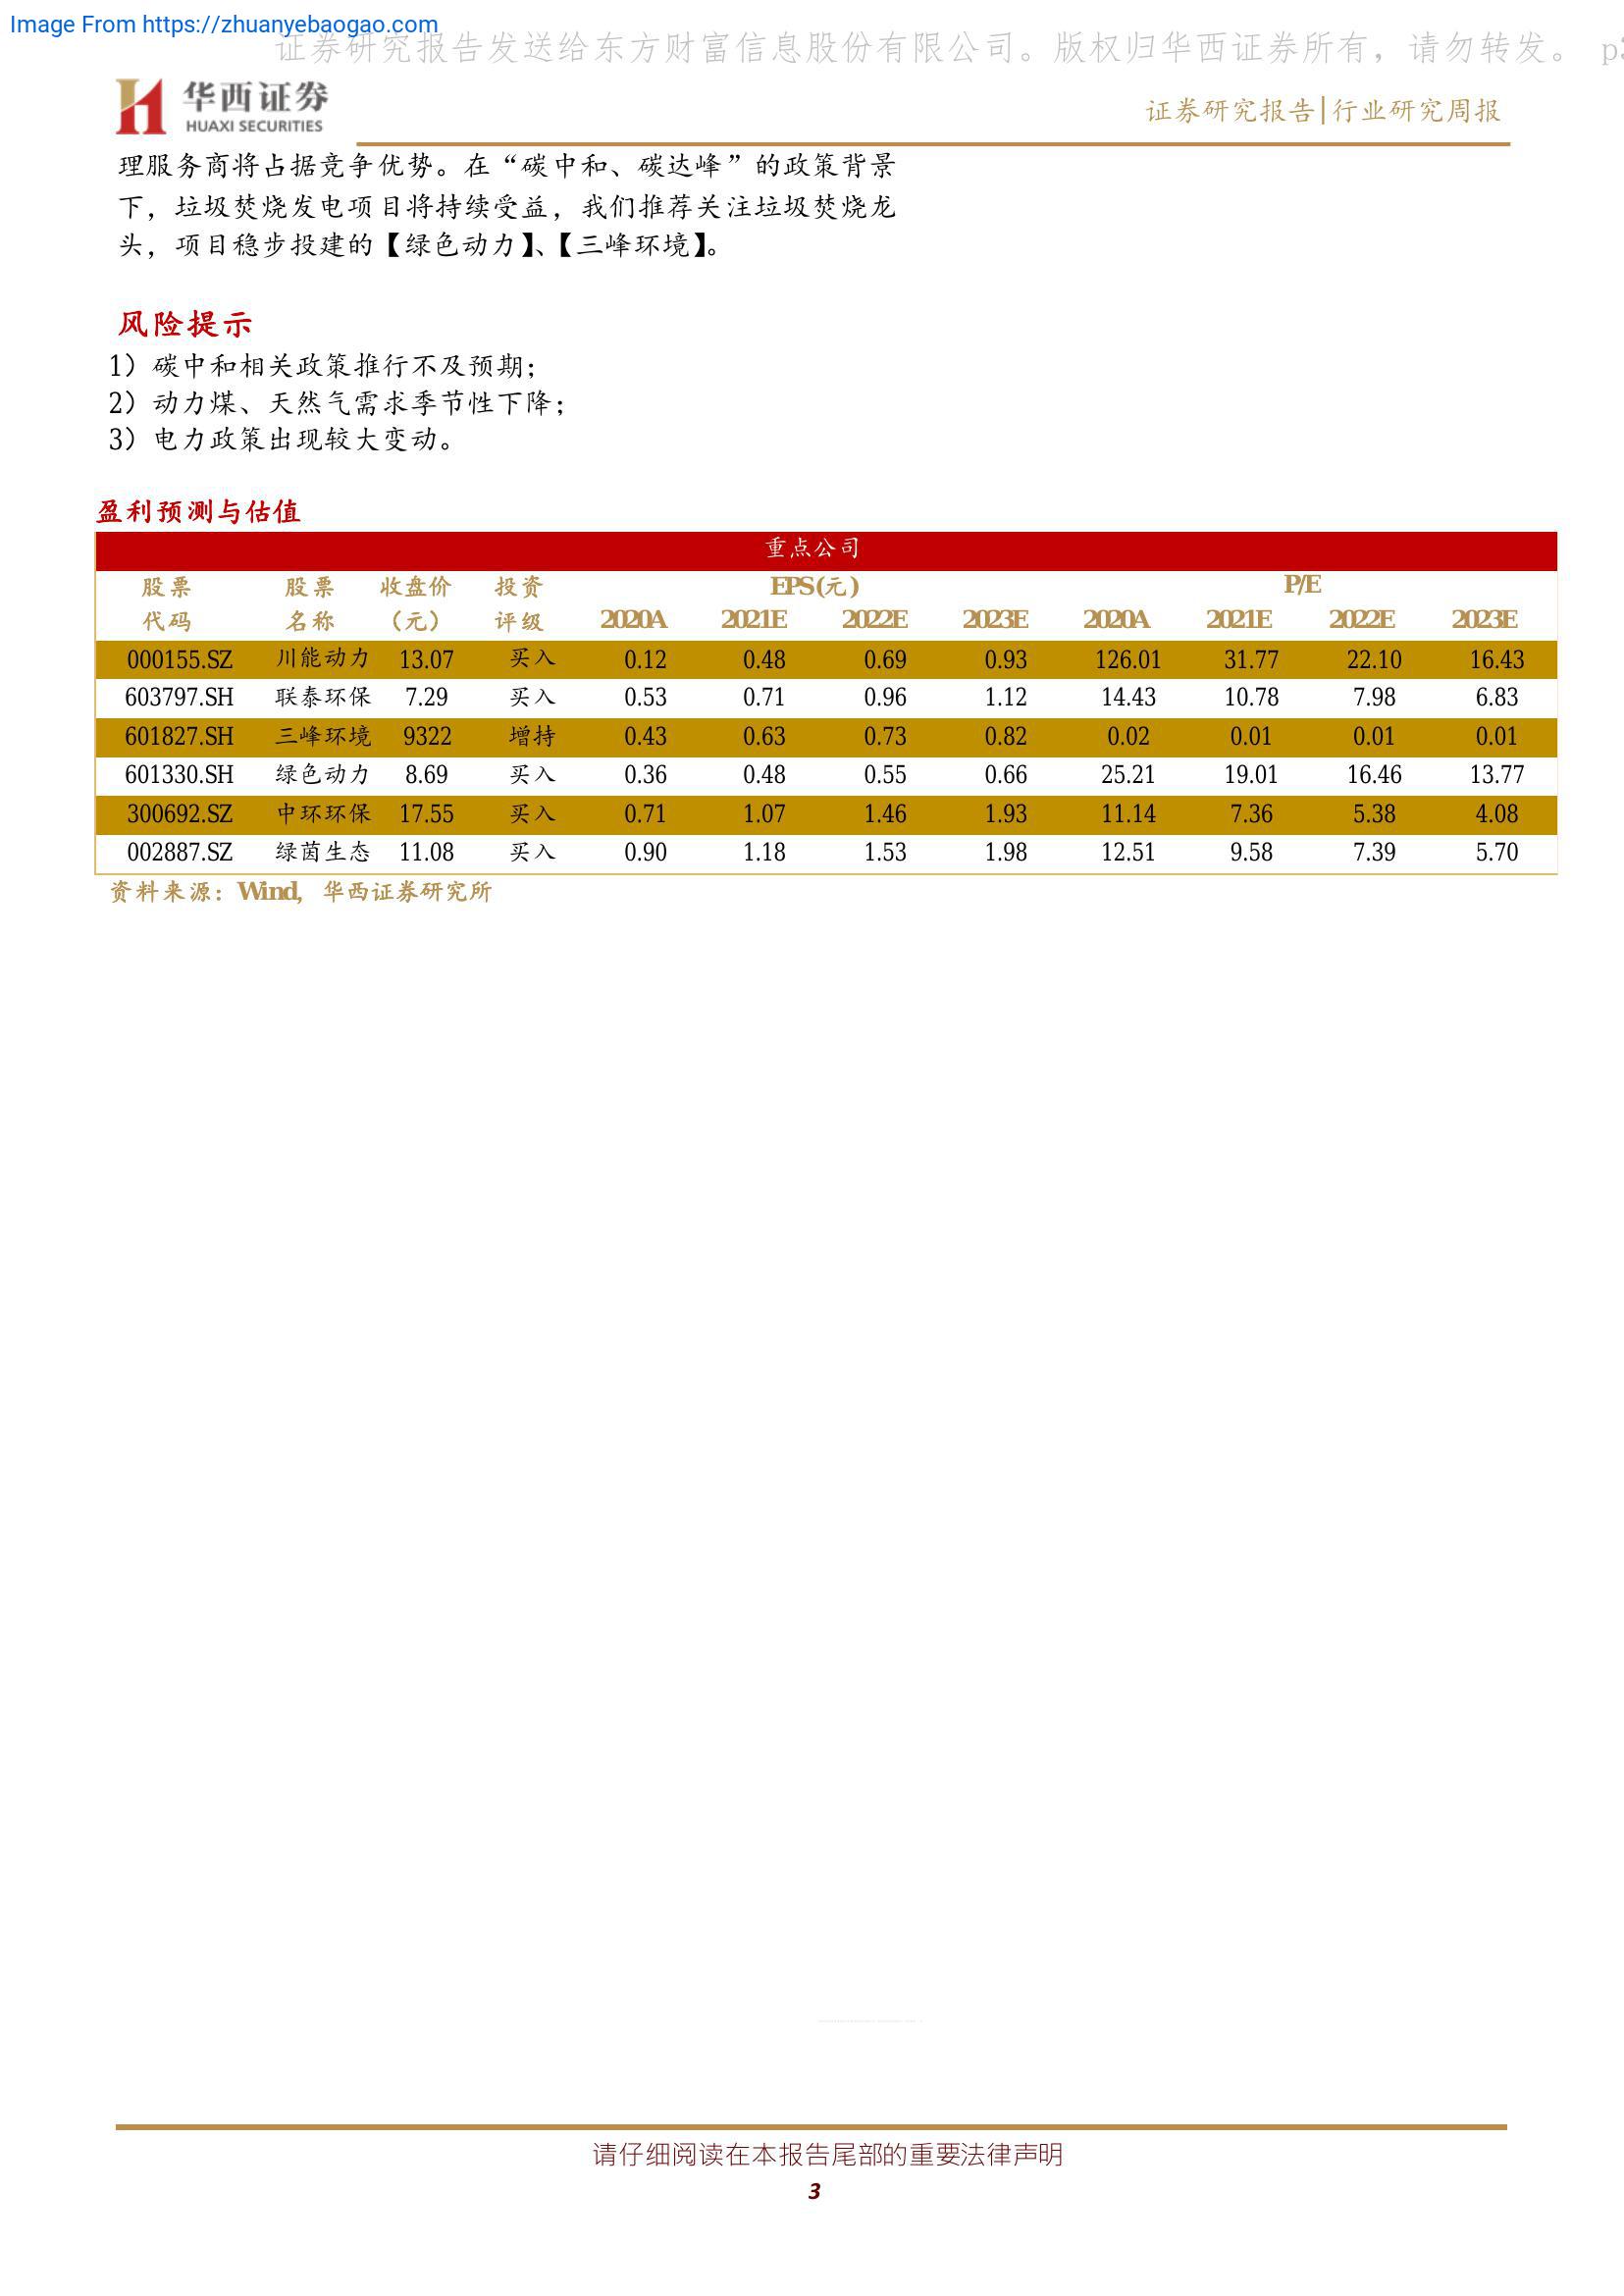 Image From https://zhuanyebaogao.com
证券研究报告发送给东方财富信息股份有限公司。版权归华西证券所有，请勿转发。 p
华西证券
HUAXI SECURITIES
证券研究报告|行业研究周报
理服务商将占据竞争优势。在“碳中和、碳达峰”的政策背景
下，垃圾焚烧发电项目将持续受益，我们推荐关注垃圾焚烧龙
头，项目稳步投建的【绿色动力】、【三峰环境】。
风险提示
1）碳中和相关政策推行不及预期；
2）动力煤、天然气需求季节性下降；
3）电力政策出现较大变动。
盈利预测与估值
重点公司
股票 股票 收盘价 投资 EPS(元) P/E
代码 名称 （元） 评级 2020A 2021E 2022E 2023E 2020A 2021E 2022E 2023E
000155.SZ 川能动力 13.07 买入 0.12 0.48 0.69 0.93 126.01 31.77 22.10 16.43
603797.SH 联泰环保 7.29 买入 0.53 0.71 0.96 1.12 14.43 10.78 7.98 6.83
601827.SH 三峰环境 9322 增持 0.43 0.63 0.73 0.82 0.02 0.01 0.01 0.01
601330.SH 绿色动力 8.69 买入 0.36 0.48 0.55 0.66 25.21 19.01 16.46 13.77
300692.SZ 中环环保 17.55 买入 0.71 1.07 1.46 1.93 11.14 7.36 5.38 4.08
002887.SZ 绿茵生态 11.08 买入 0.90 1.18 1.53 1.98 12.51 9.58 7.39 5.70
资料来源：Wind，华西证券研究所
请仔细阅读在本报告尾部的重要法律声明
3